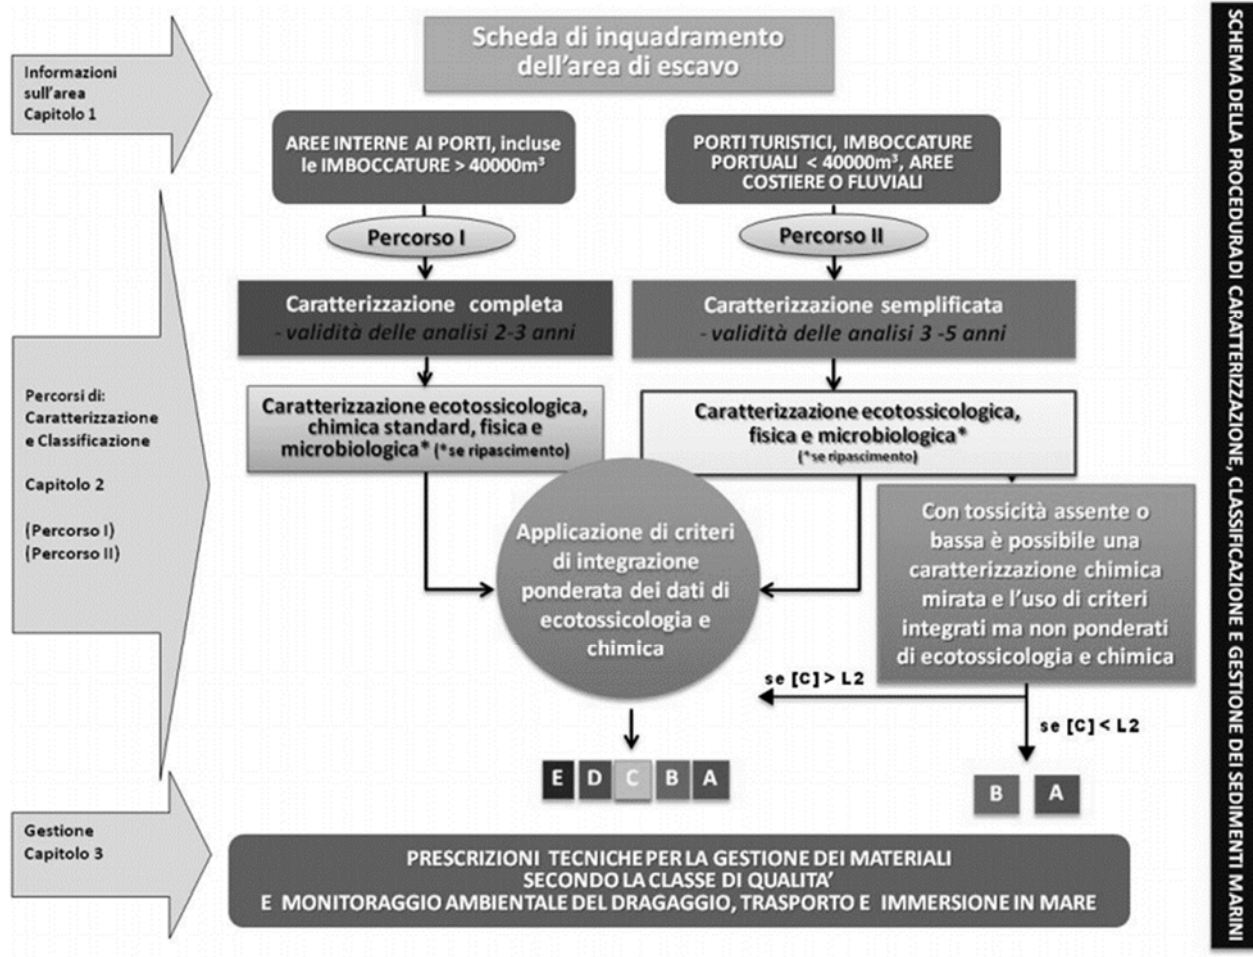 Scheda di inquadramento
dell'area di escavo
Informazioni
sull'area
Capitolo 1
AREE INTERNE AI PORTI, incluse
le IMBOCCATURE > 40000m³
PORTI TURISTICI, IMBOCCATURE
PORTUALI < 40000m³, AREE
COSTIERE O FLUVIALI
Percorso I
Percorso II
Caratterizzazione completa
- validità delle analisi 2-3 anni
Caratterizzazione semplificata
- validità delle analisi 3 -5 anni
Percorsi di:
Caratterizzazione
e Classificazione
Capitolo 2
(Percorso I)
(Percorso II)
Caratterizzazione ecotossicologica,
chimica standard, fisica e
microbiologica* (*se ripascimento)
Caratterizzazione ecotossicologica,
fisica e microbiologica*
(*se ripascimento)
Applicazione di criteri
di integrazione
ponderata dei dati di
ecotossicologia e
chimica
Con tossicità assente o
bassa è possibile una
caratterizzazione chimica
mirata e l'uso di criteri
integrati ma non ponderati
di ecotossicologia e chimica
se [C] > L2
se [C] < L2
E D C B A
B A
Gestione
Capitolo 3
PRESCRIZIONI TECNICHE PER LA GESTIONE DEI MATERIALI
SECONDO LA CLASSE DI QUALITA'
E MONITORAGGIO AMBIENTALE DEL DRAGAGGIO, TRASPORTO E IMMERSIONE IN MARE
SCHEMA DELLA PROCEDURA DI CARATTERIZZAZIONE, CLASSIFICAZIONE E GESTIONE DEI SEDIMENTI MARINI